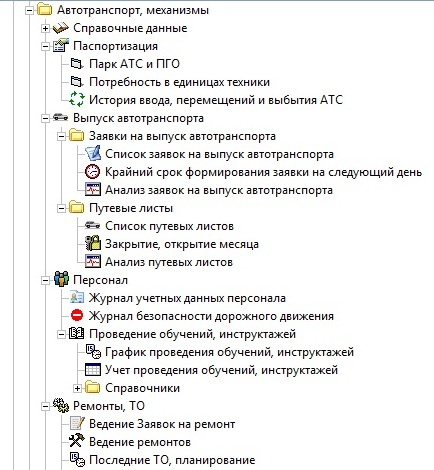 Автотранспорт, механизмы
Справочные данные
Паспортизация
Парк АТС и ПГО
Потребность в единицах техники
История ввода, перемещений и выбытия АТС
Выпуск автотранспорта
Заявки на выпуск автотранспорта
Список заявок на выпуск автотранспорта
Крайний срок формирования заявки на следующий день
Анализ заявок на выпуск автотранспорта
Путевые листы
Список путевых листов
Закрытие, открытие месяца
Анализ путевых листов
Персонал
Журнал учетных данных персонала
Журнал безопасности дорожного движения
Проведение обучений, инструктажей
График проведения обучений, инструктажей
Учет проведения обучений, инструктажей
Справочники
Ремонты, ТО
Ведение Заявок на ремонт
Ведение ремонтов
Последние ТО, планирование